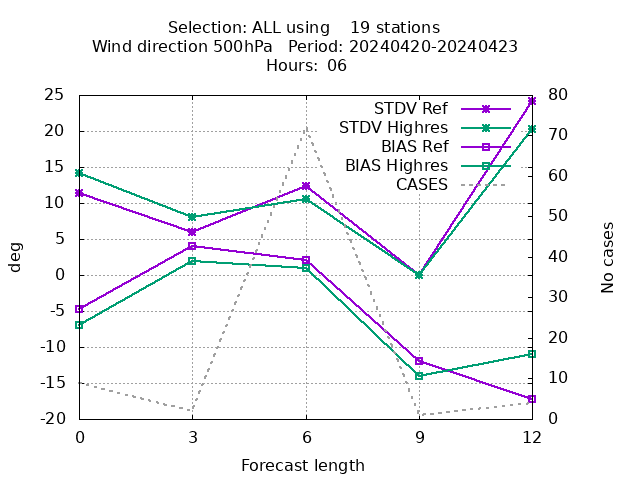 Selection: ALL using    19 stations
Wind direction 500hPa   Period: 20240420-20240423
Hours: 06
STDV Ref
STDV Highres
BIAS Ref
BIAS Highres
CASES
25
20
15
10
5
0
-5
-10
-15
-20
deg
80
70
60
50
40
30
20
10
0
No cases
0 3 6 9 12
Forecast length